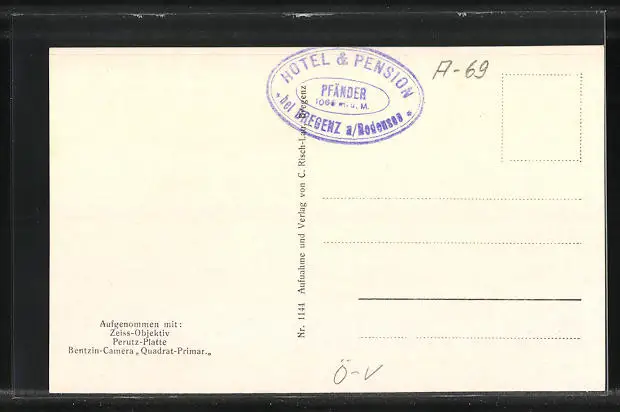 HOTEL & PENSION
PFÄNDER
1064 m. ü. M.
* bei BREGENZ a/Bodensee *
A-69
Nr. 1144 Aufnahme und Verlag von C. Risch-Lau, Bregenz
Aufgenommen mit:
Zeiss-Objektiv
Perutz-Platte
Bentzin-Camera „Quadrat-Primar„
Ö-V